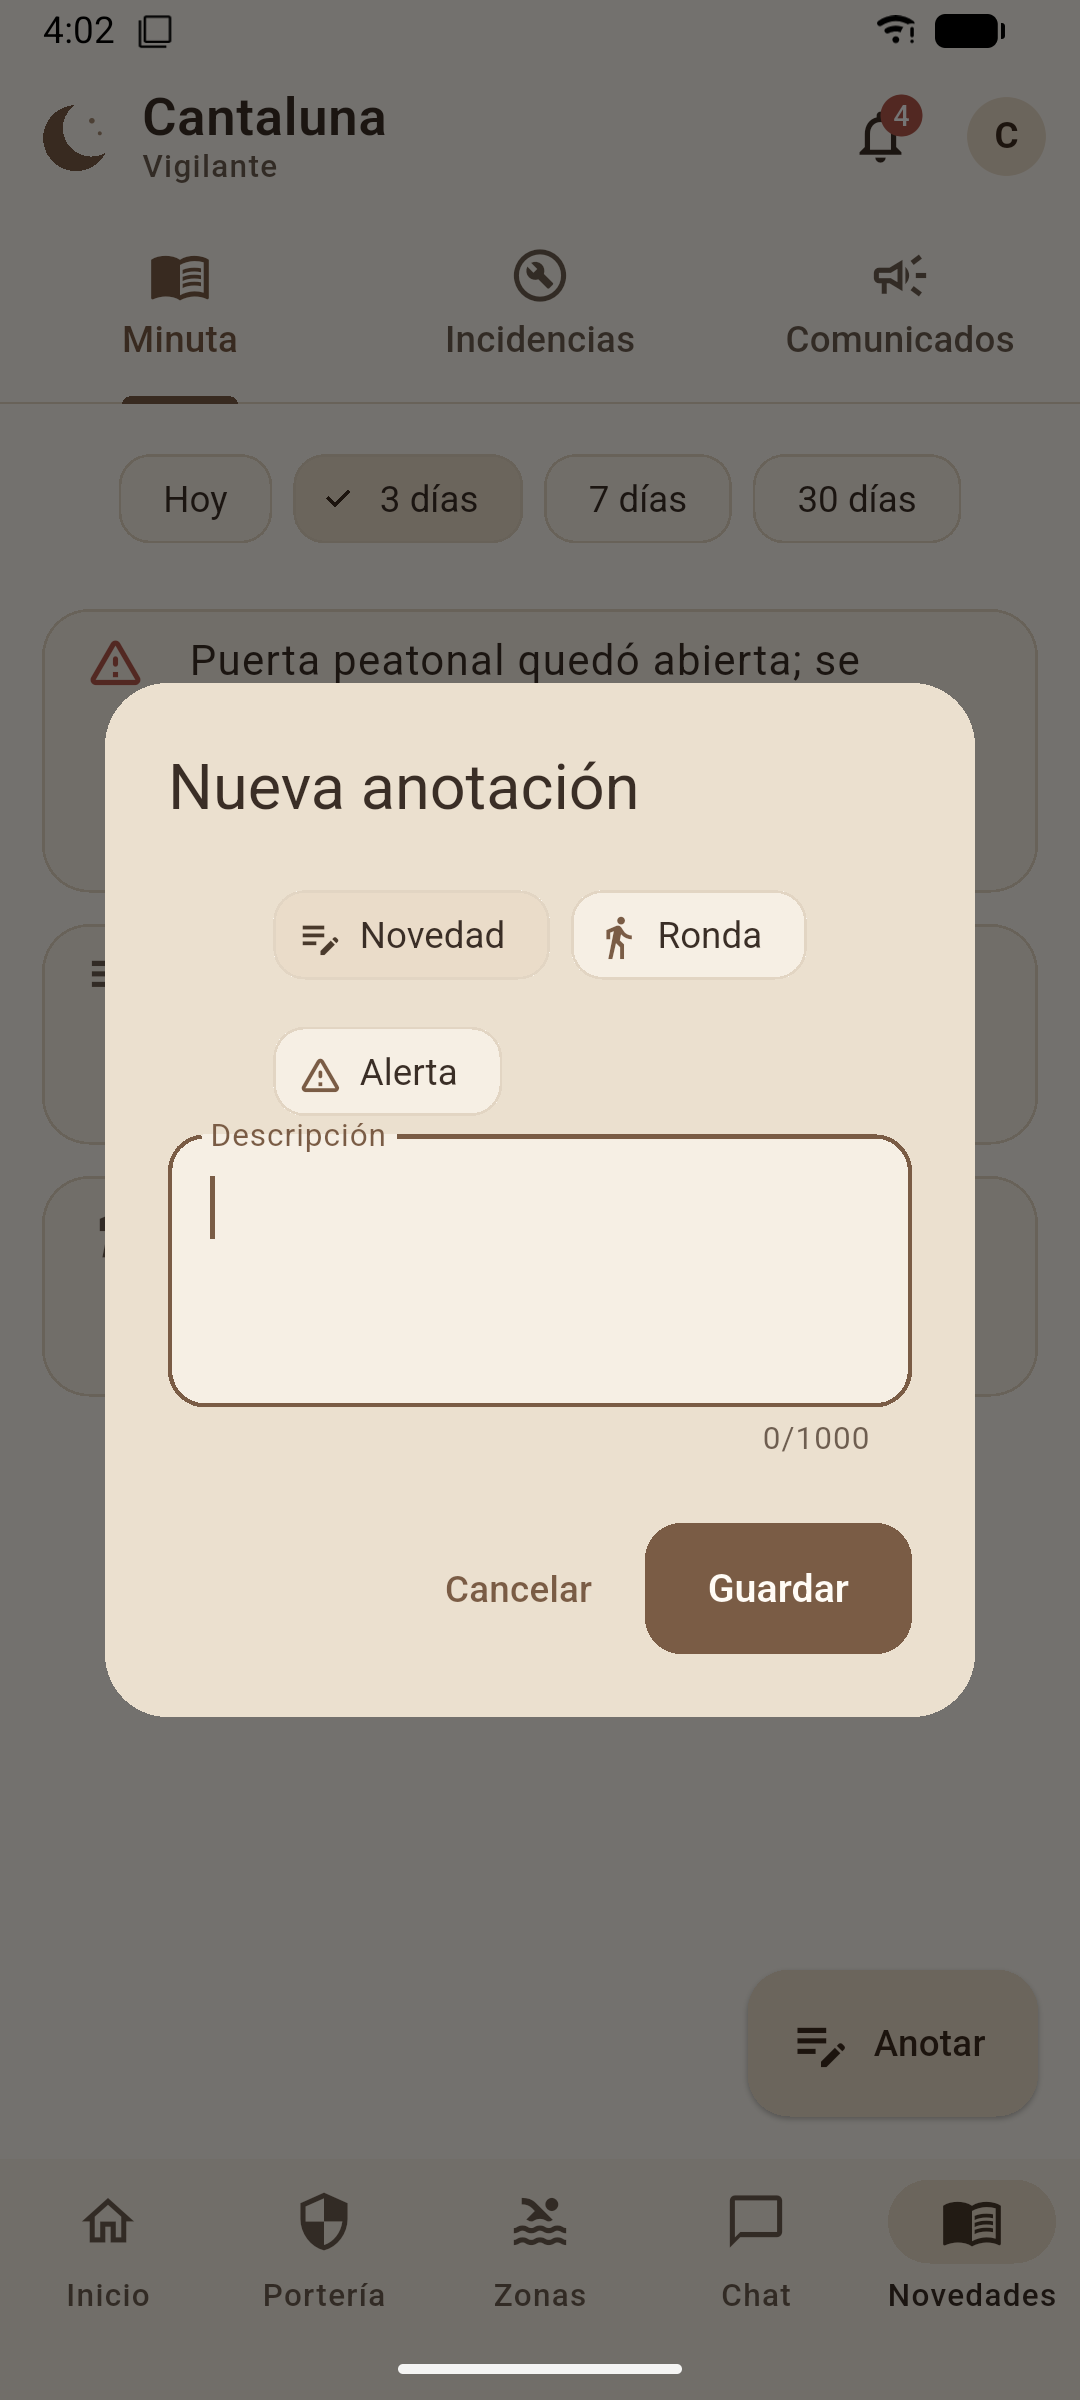 4:02
Cantaluna
Vigilante
4
C
Minuta
Incidencias
Comunicados
Hoy
3 días
7 días
30 días
Puerta peatonal quedó abierta; se
Nueva anotación
Novedad
Ronda
Alerta
Descripción
0/1000
Cancelar
Guardar
Anotar
Inicio
Portería
Zonas
Chat
Novedades